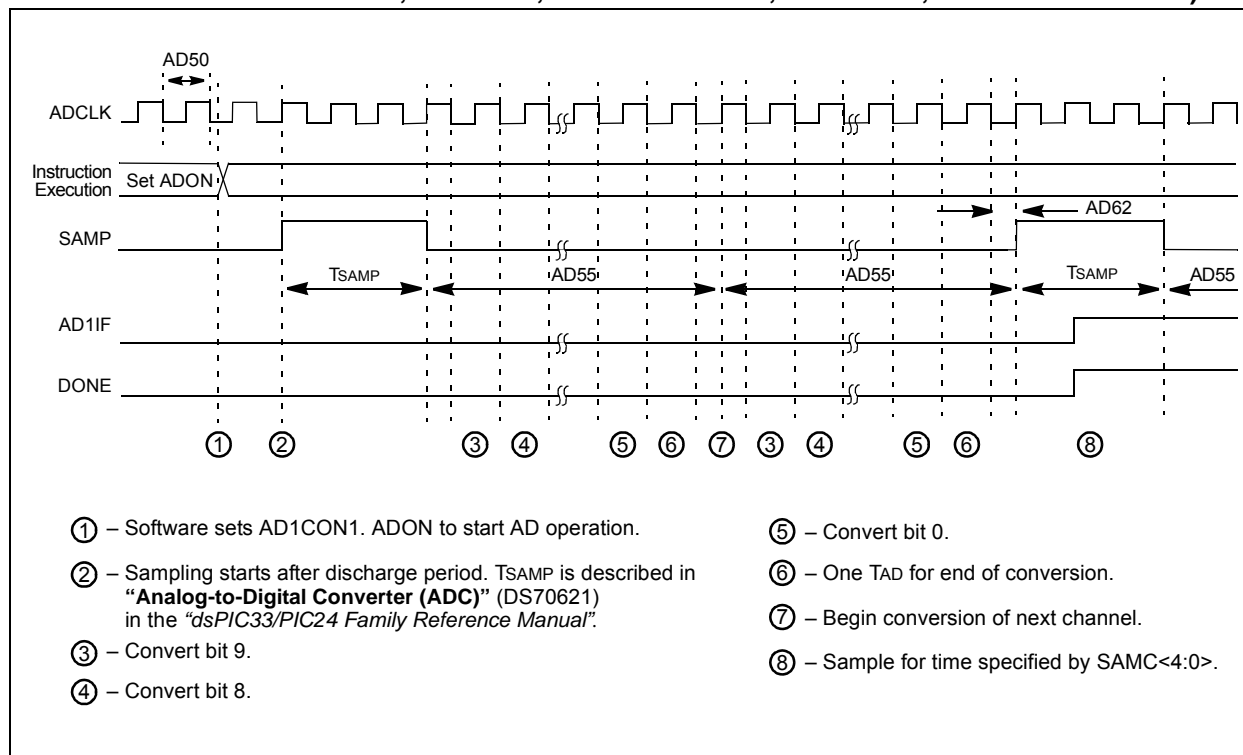 AD50
ADCLK
Instruction
Execution
Set ADON
AD62
SAMP
TSAMP
AD55
AD55
TSAMP
AD55
AD1IF
DONE
1 2 3 4 5 6 7 3 4 5 6 8
1 – Software sets AD1CON1. ADON to start AD operation.
2 – Sampling starts after discharge period. TSAMP is described in
“Analog-to-Digital Converter (ADC)” (DS70621)
in the “dsPIC33/PIC24 Family Reference Manual”.
3 – Convert bit 9.
4 – Convert bit 8.
5 – Convert bit 0.
6 – One TAD for end of conversion.
7 – Begin conversion of next channel.
8 – Sample for time specified by SAMC<4:0>.